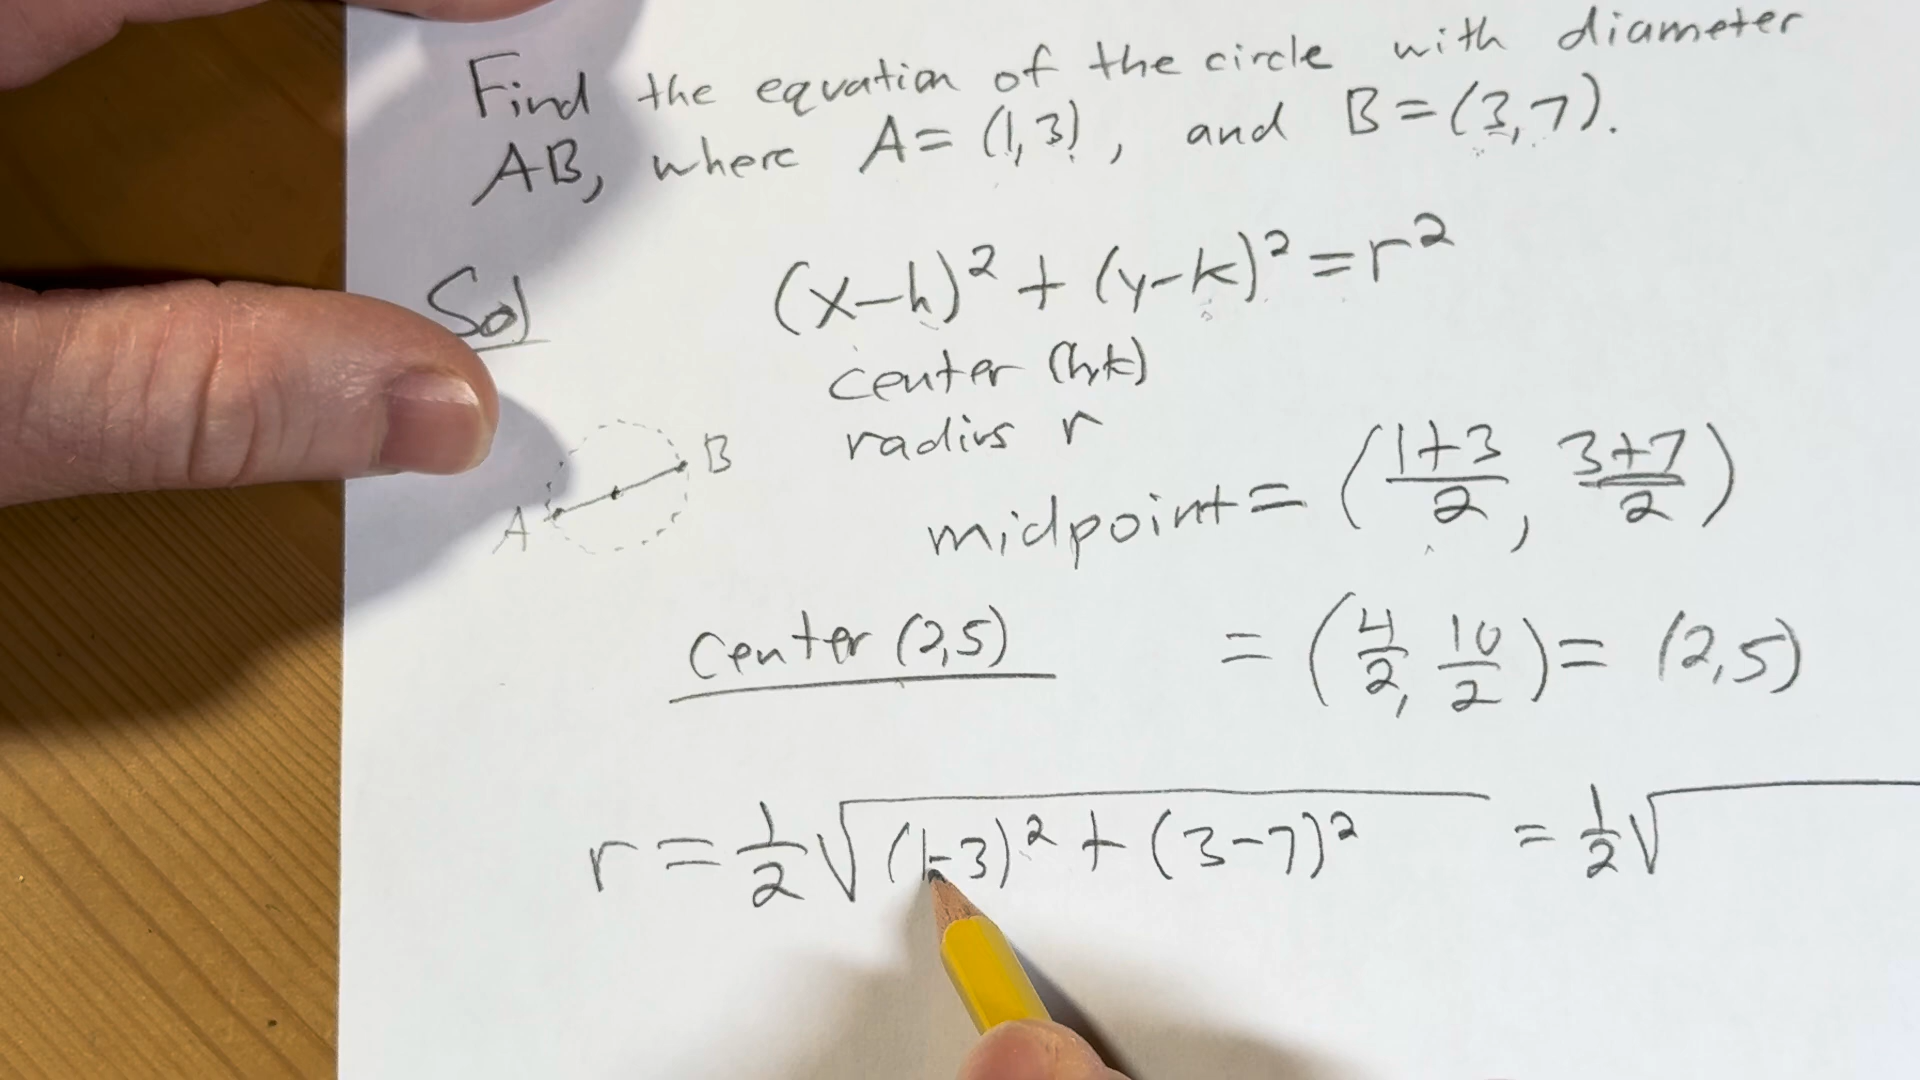 Find the equation of the circle with diameter
AB, where A = (1,3), and B = (3,7).
Sol
(x-h)² + (y-k)² = r²
center (h,k)
radius r
A B
midpoint = (1+3/2, 3+7/2)
center (2,5)
= (4/2, 10/2) = (2,5)
r = 1/2 √(1-3)² + (3-7)² = 1/2 √